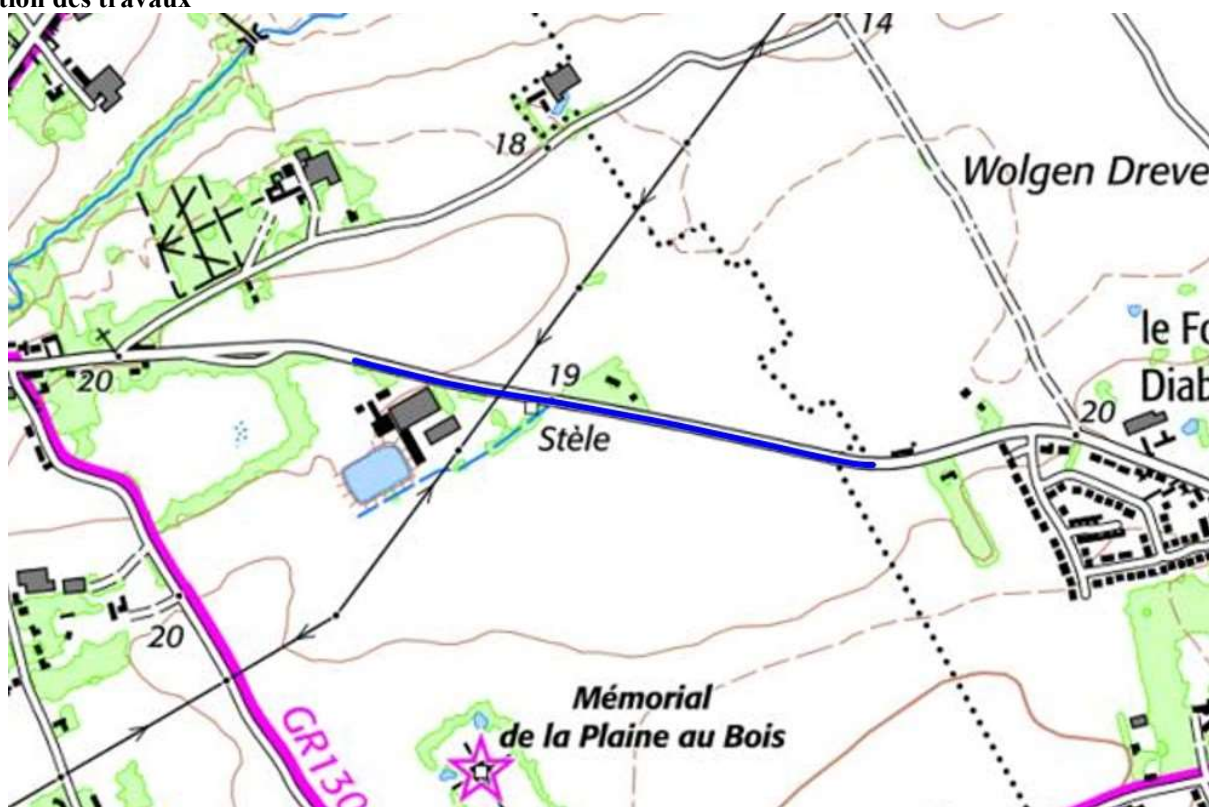 tion des travaux
14
18
Wolgen Dreve
le Fo
Diab
20
19
20
Stèle
20
Mémorial
de la Plaine au Bois
GR130